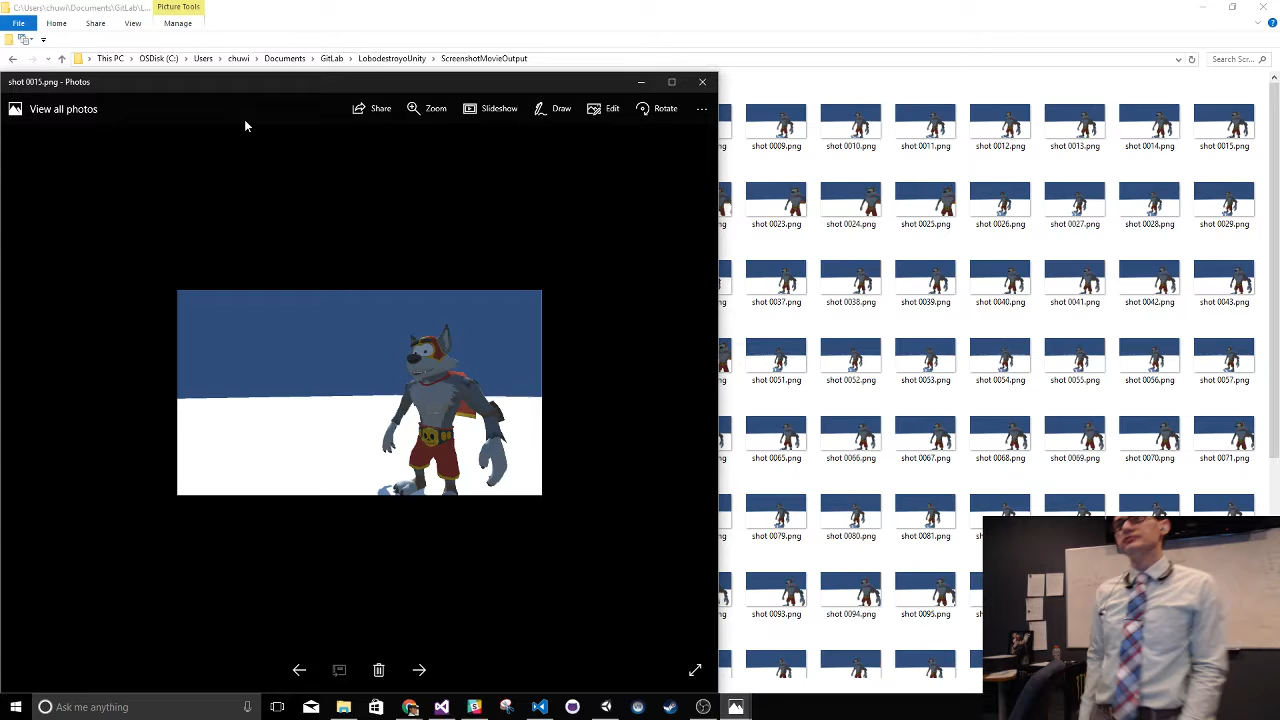 C:\Users\chuwi\Documents\GitLab\L...
Picture Tools
File Home Share View Manage
This PC OSDisk (C:) Users chuwi Documents GitLab LobodestroyoUnity ScreenshotMovieOutput
Search Scr...
shot 0015.png - Photos
View all photos
Share Zoom Slideshow Draw Edit Rotate
ng shot 0009.png shot 0010.png shot 0011.png shot 0012.png shot 0013.png shot 0014.png shot 0015.png
ng shot 0023.png shot 0024.png shot 0025.png shot 0026.png shot 0027.png shot 0028.png shot 0029.png
ng shot 0037.png shot 0038.png shot 0039.png shot 0040.png shot 0041.png shot 0042.png shot 0043.png
ng shot 0051.png shot 0052.png shot 0053.png shot 0054.png shot 0055.png shot 0056.png shot 0057.png
ng shot 0065.png shot 0066.png shot 0067.png shot 0068.png shot 0069.png shot 0070.png shot 0071.png
ng shot 0079.png shot 0080.png shot 0081.png
ng shot 0093.png shot 0094.png shot 0095.png
Ask me anything